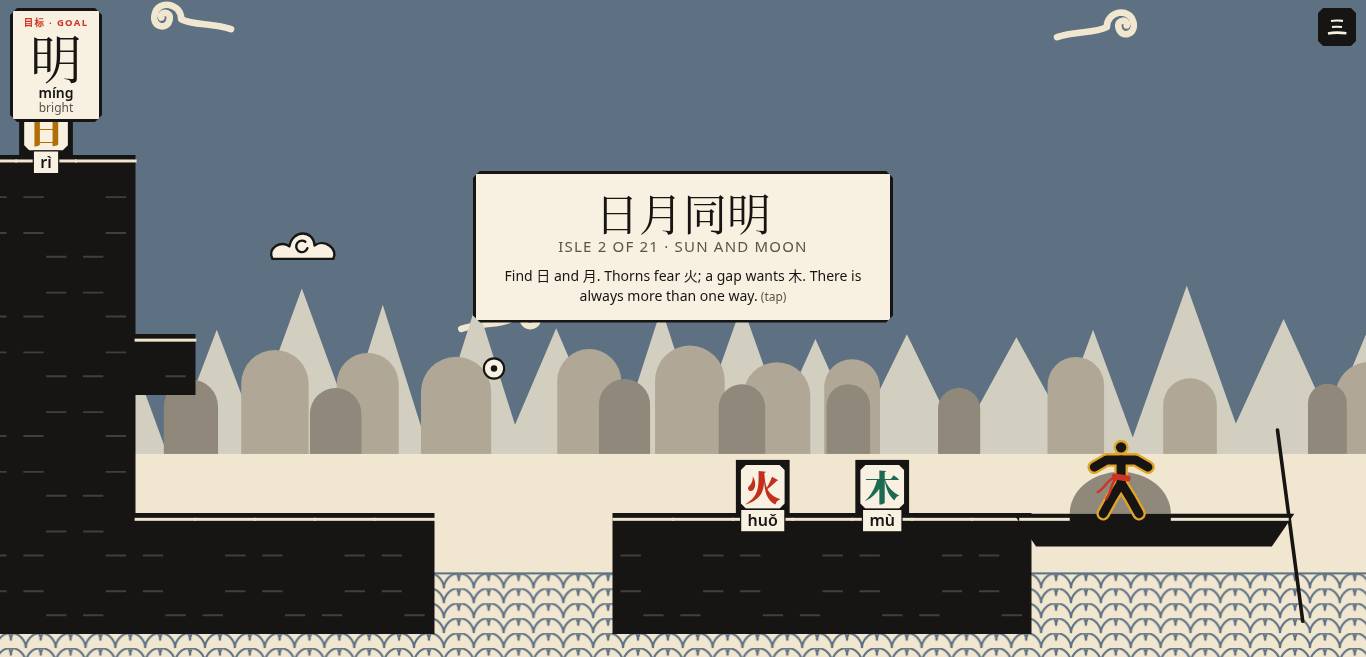 目标 · GOAL
明
míng
bright
日
rì
三
日月同明
ISLE 2 OF 21 · SUN AND MOON
Find 日 and 月. Thorns fear 火; a gap wants 木. There is
always more than one way. (tap)
火
huǒ
木
mù